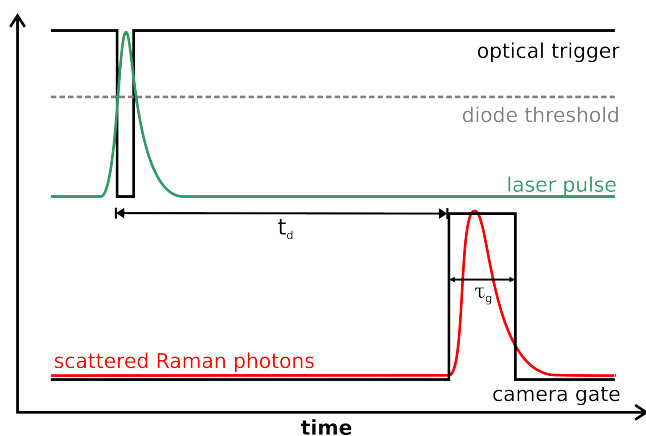 optical trigger
diode threshold
laser pulse
t_d
τ_g
scattered Raman photons
camera gate
time